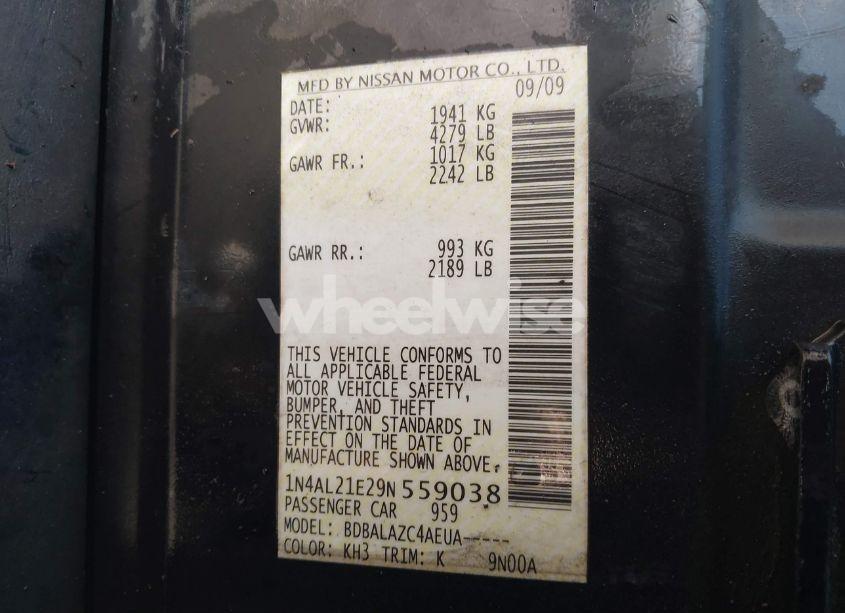 MFD BY NISSAN MOTOR CO., LTD.
DATE: 09/09
GVWR: 1941 KG
4279 LB
GAWR FR.: 1017 KG
2242 LB
GAWR RR.: 993 KG
2189 LB
wheelwise
THIS VEHICLE CONFORMS TO
ALL APPLICABLE FEDERAL
MOTOR VEHICLE SAFETY,
BUMPER, AND THEFT
PREVENTION STANDARDS IN
EFFECT ON THE DATE OF
MANUFACTURE SHOWN ABOVE.
1N4AL21E29N559038
PASSENGER CAR 959
MODEL: BDBALAZC4AEUA-----
COLOR: KH3 TRIM: K 9N00A